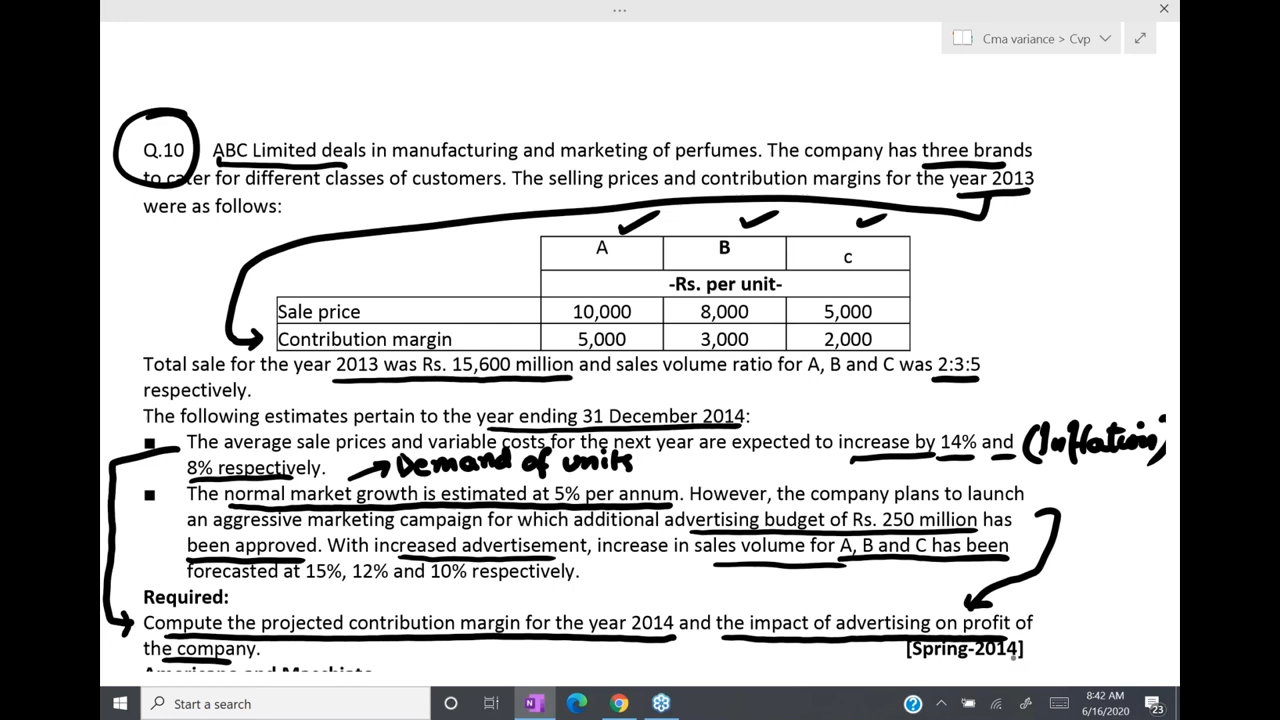 Cma variance > Cvp
Q.10 ABC Limited deals in manufacturing and marketing of perfumes. The company has three brands
to cater for different classes of customers. The selling prices and contribution margins for the year 2013
were as follows:
A B c
-Rs. per unit-
Sale price 10,000 8,000 5,000
Contribution margin 5,000 3,000 2,000
Total sale for the year 2013 was Rs. 15,600 million and sales volume ratio for A, B and C was 2:3:5
respectively.
The following estimates pertain to the year ending 31 December 2014:
■ The average sale prices and variable costs for the next year are expected to increase by 14% and (Inflation)
8% respectively. Demand of units
■ The normal market growth is estimated at 5% per annum. However, the company plans to launch
an aggressive marketing campaign for which additional advertising budget of Rs. 250 million has
been approved. With increased advertisement, increase in sales volume for A, B and C has been
forecasted at 15%, 12% and 10% respectively.
Required:
Compute the projected contribution margin for the year 2014 and the impact of advertising on profit of
the company. [Spring-2014]
Start a search
8:42 AM
6/16/2020
23